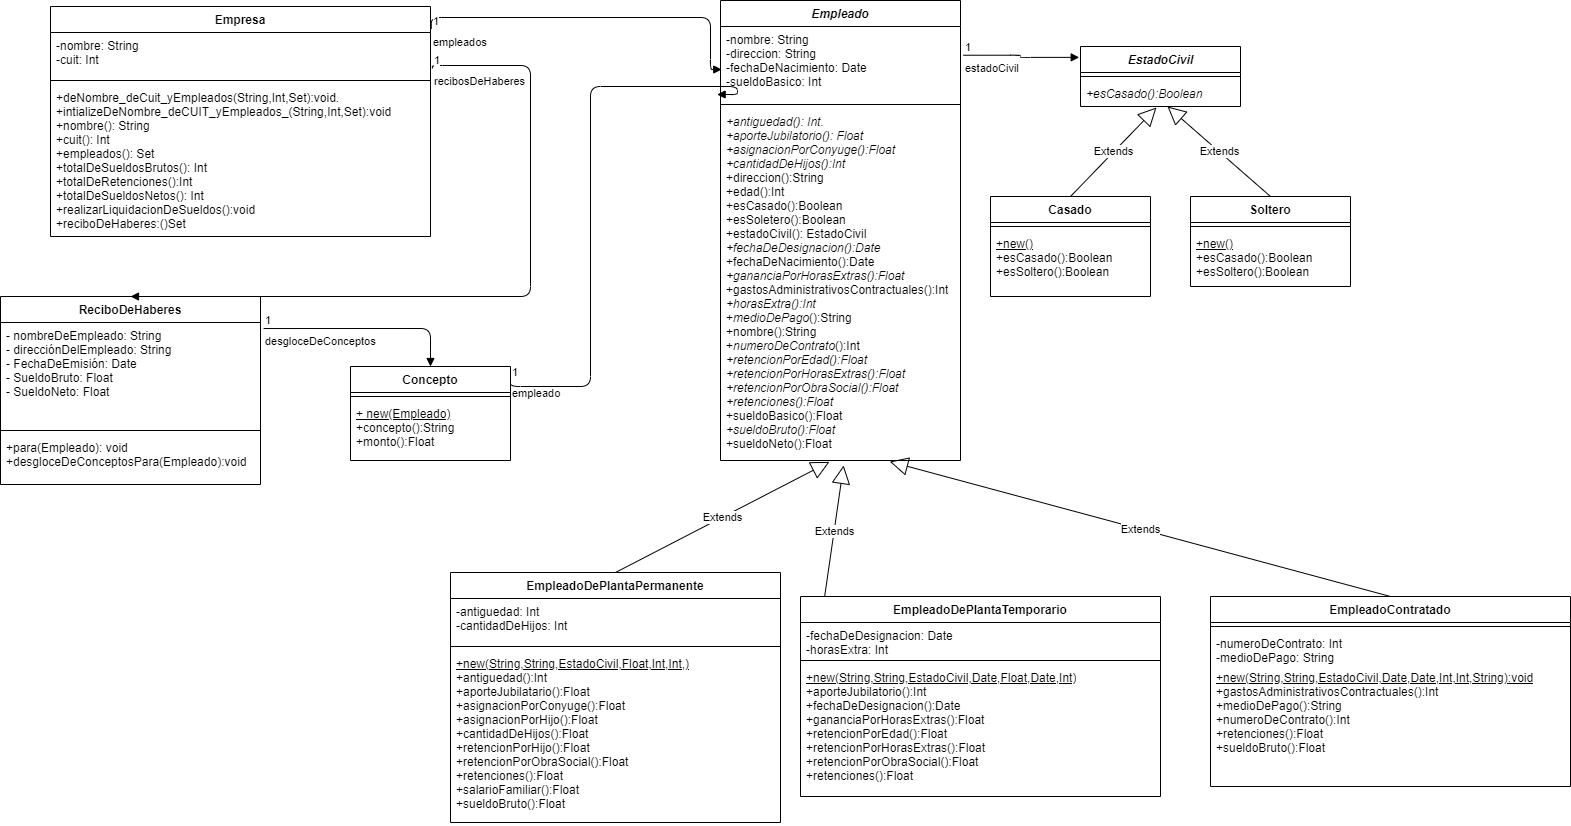 Empresa
-nombre: String
-cuit: Int
+deNombre_deCuit_yEmpleados(String,Int,Set):void.
+intializeDeNombre_deCUIT_yEmpleados_(String,Int,Set):void
+nombre(): String
+cuit(): Int
+empleados(): Set
+totalDeSueldosBrutos(): Int
+totalDeRetenciones():Int
+totalDeSueldosNetos(): Int
+realizarLiquidacionDeSueldos():void
+reciboDeHaberes:()Set
1
empleados
1
recibosDeHaberes
Empleado
-nombre: String
-direccion: String
-fechaDeNacimiento: Date
-sueldoBasico: Int
+antiguedad(): Int.
+aporteJubilatorio(): Float
+asignacionPorConyuge():Float
+cantidadDeHijos():Int
+direccion():String
+edad():Int
+esCasado():Boolean
+esSoletero():Boolean
+estadoCivil(): EstadoCivil
+fechaDeDesignacion():Date
+fechaDeNacimiento():Date
+gananciaPorHorasExtras():Float
+gastosAdministrativosContractuales():Int
+horasExtra():Int
+medioDePago():String
+nombre():String
+numeroDeContrato():Int
+retencionPorEdad():Float
+retencionPorHorasExtras():Float
+retencionPorObraSocial():Float
+retenciones():Float
+sueldoBasico():Float
+sueldoBruto():Float
+sueldoNeto():Float
1
estadoCivil
EstadoCivil
+esCasado():Boolean
Extends
Extends
Casado
+new()
+esCasado():Boolean
+esSoltero():Boolean
Soltero
+new()
+esCasado():Boolean
+esSoltero():Boolean
ReciboDeHaberes
- nombreDeEmpleado: String
- direcciónDelEmpleado: String
- FechaDeEmisión: Date
- SueldoBruto: Float
- SueldoNeto: Float
+para(Empleado): void
+desgloceDeConceptosPara(Empleado):void
1
desgloceDeConceptos
Concepto
+ new(Empleado)
+concepto():String
+monto():Float
1
empleado
Extends
Extends
Extends
EmpleadoDePlantaPermanente
-antiguedad: Int
-cantidadDeHijos: Int
+new(String,String,EstadoCivil,Float,Int,Int,)
+antiguedad():Int
+aporteJubilatario():Float
+asignacionPorConyuge():Float
+asignacionPorHijo():Float
+cantidadDeHijos():Float
+retencionPorHijo():Float
+retencionPorObraSocial():Float
+retenciones():Float
+salarioFamiliar():Float
+sueldoBruto():Float
EmpleadoDePlantaTemporario
-fechaDeDesignacion: Date
-horasExtra: Int
+new(String,String,EstadoCivil,Date,Float,Date,Int)
+aporteJubilatorio():Int
+fechaDeDesignacion():Date
+gananciaPorHorasExtras():Float
+retencionPorEdad():Float
+retencionPorHorasExtras():Float
+retencionPorObraSocial():Float
+retenciones():Float
EmpleadoContratado
-numeroDeContrato: Int
-medioDePago: String
+new(String,String,EstadoCivil,Date,Date,Int,Int,String):void
+gastosAdministrativosContractuales():Int
+medioDePago():String
+numeroDeContrato():Int
+retenciones():Float
+sueldoBruto():Float